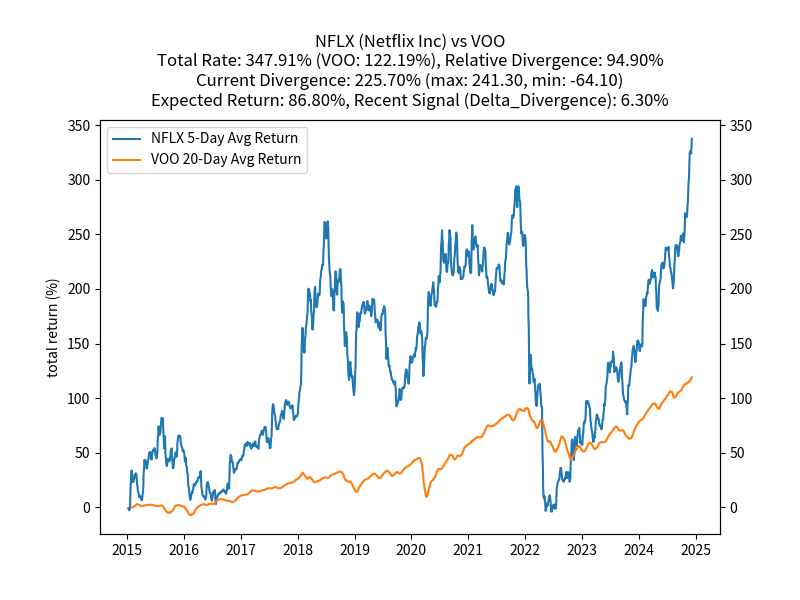 NFLX (Netflix Inc) vs VOO
Total Rate: 347.91% (VOO: 122.19%), Relative Divergence: 94.90%
Current Divergence: 225.70% (max: 241.30, min: -64.10)
Expected Return: 86.80%, Recent Signal (Delta_Divergence): 6.30%
NFLX 5-Day Avg Return
VOO 20-Day Avg Return
total return (%)
350
300
250
200
150
100
50
0
350
300
250
200
150
100
50
0
2015 2016 2017 2018 2019 2020 2021 2022 2023 2024 2025